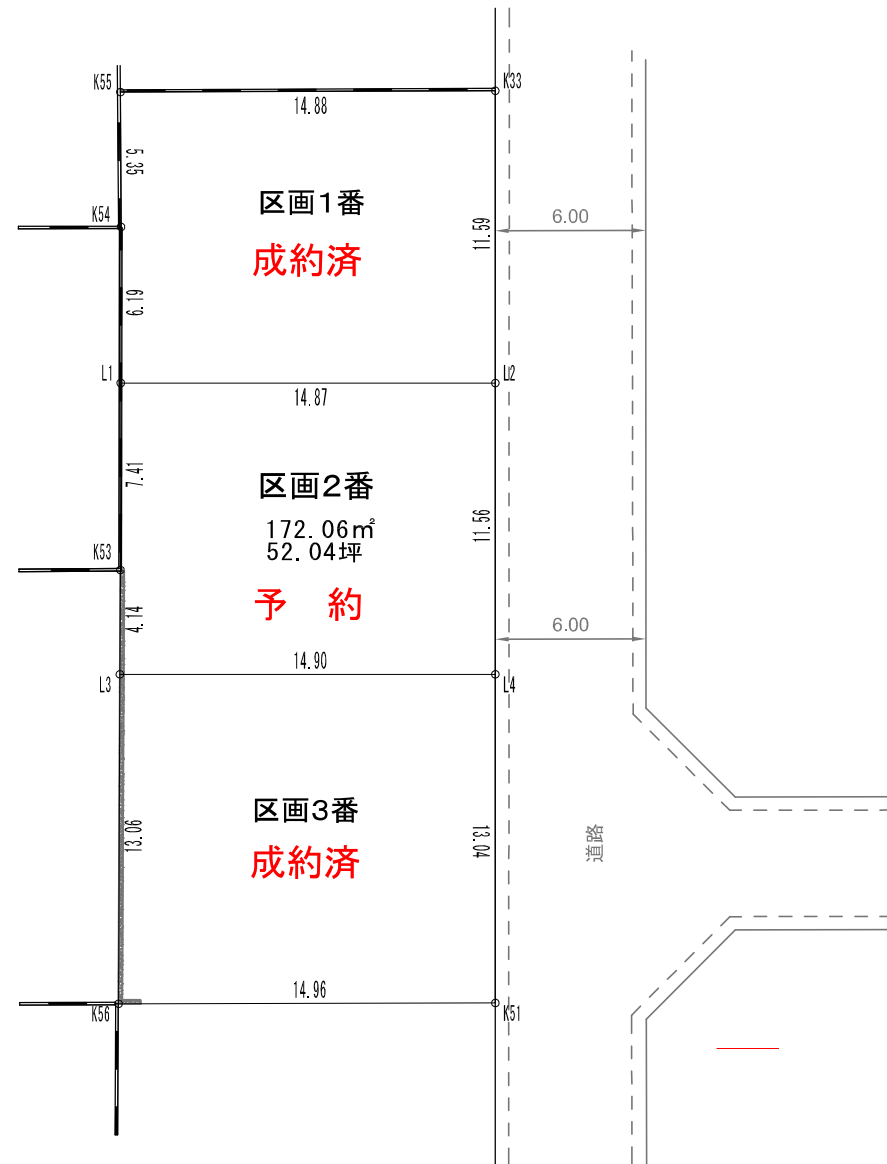 K55
K33
14.88
5.35
区画1番
K54
成約済
11.59
6.00
6.19
L1
L2
14.87
7.41
区画2番
172.06㎡
52.04坪
11.56
K53
予 約
4.14
6.00
14.90
L3
L4
区画3番
13.06
13.04
成約済
道路
14.96
K56
K51